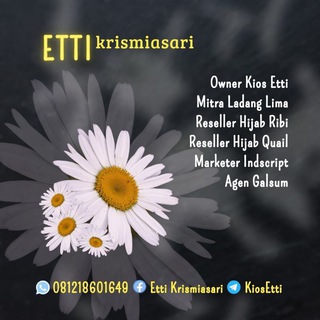 ETTI krismiasari
Owner Kios Etti
Mitra Ladang Lima
Reseller Hijab Ribi
Reseller Hijab Quail
Marketer Indscript
Agen Galsum
081218601649 Etti Krismiasari KiosEtti